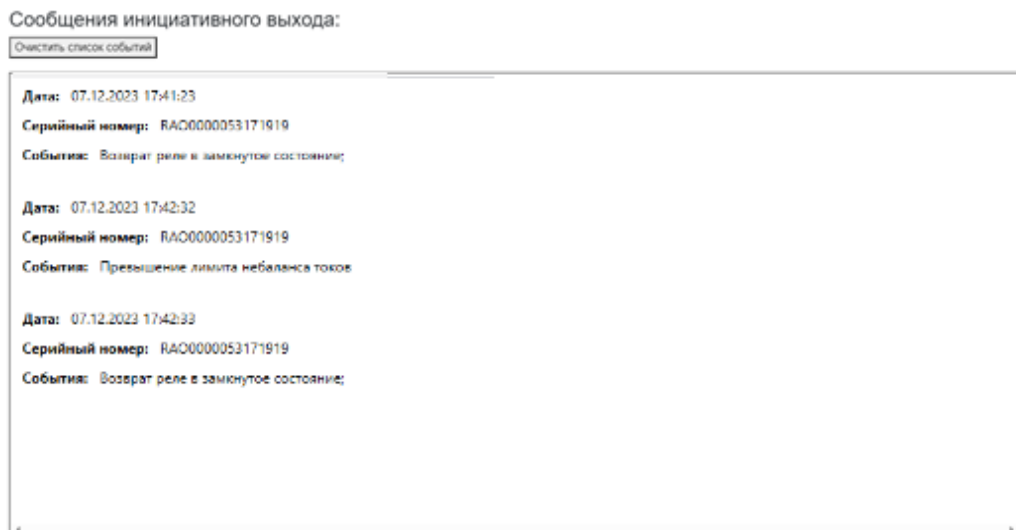 Сообщения инициативного выхода:
Очистить список событий
Дата: 07.12.2023 17:41:23
Серийный номер: RAO0000053171919
События: Возврат реле в замкнутое состояние;
Дата: 07.12.2023 17:42:32
Серийный номер: RAO0000053171919
События: Превышение лимита небаланса токов
Дата: 07.12.2023 17:42:33
Серийный номер: RAO0000053171919
События: Возврат реле в замкнутое состояние;